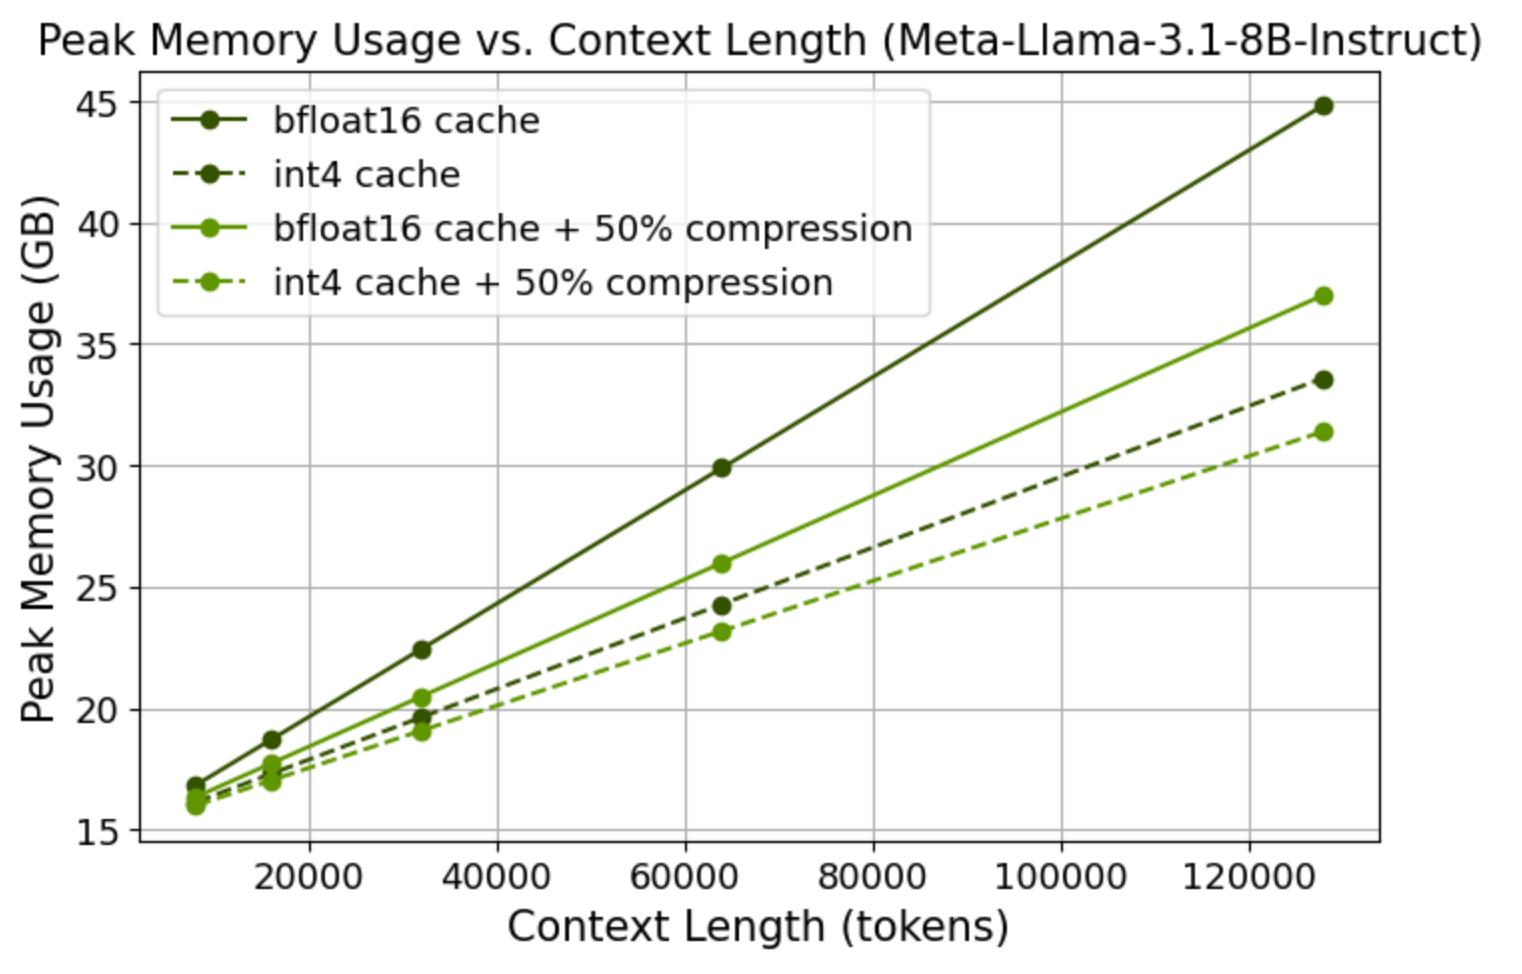 Peak Memory Usage vs. Context Length (Meta-Llama-3.1-8B-Instruct)
bfloat16 cache
int4 cache
bfloat16 cache + 50% compression
int4 cache + 50% compression
Peak Memory Usage (GB)
45
40
35
30
25
20
15
20000 40000 60000 80000 100000 120000
Context Length (tokens)